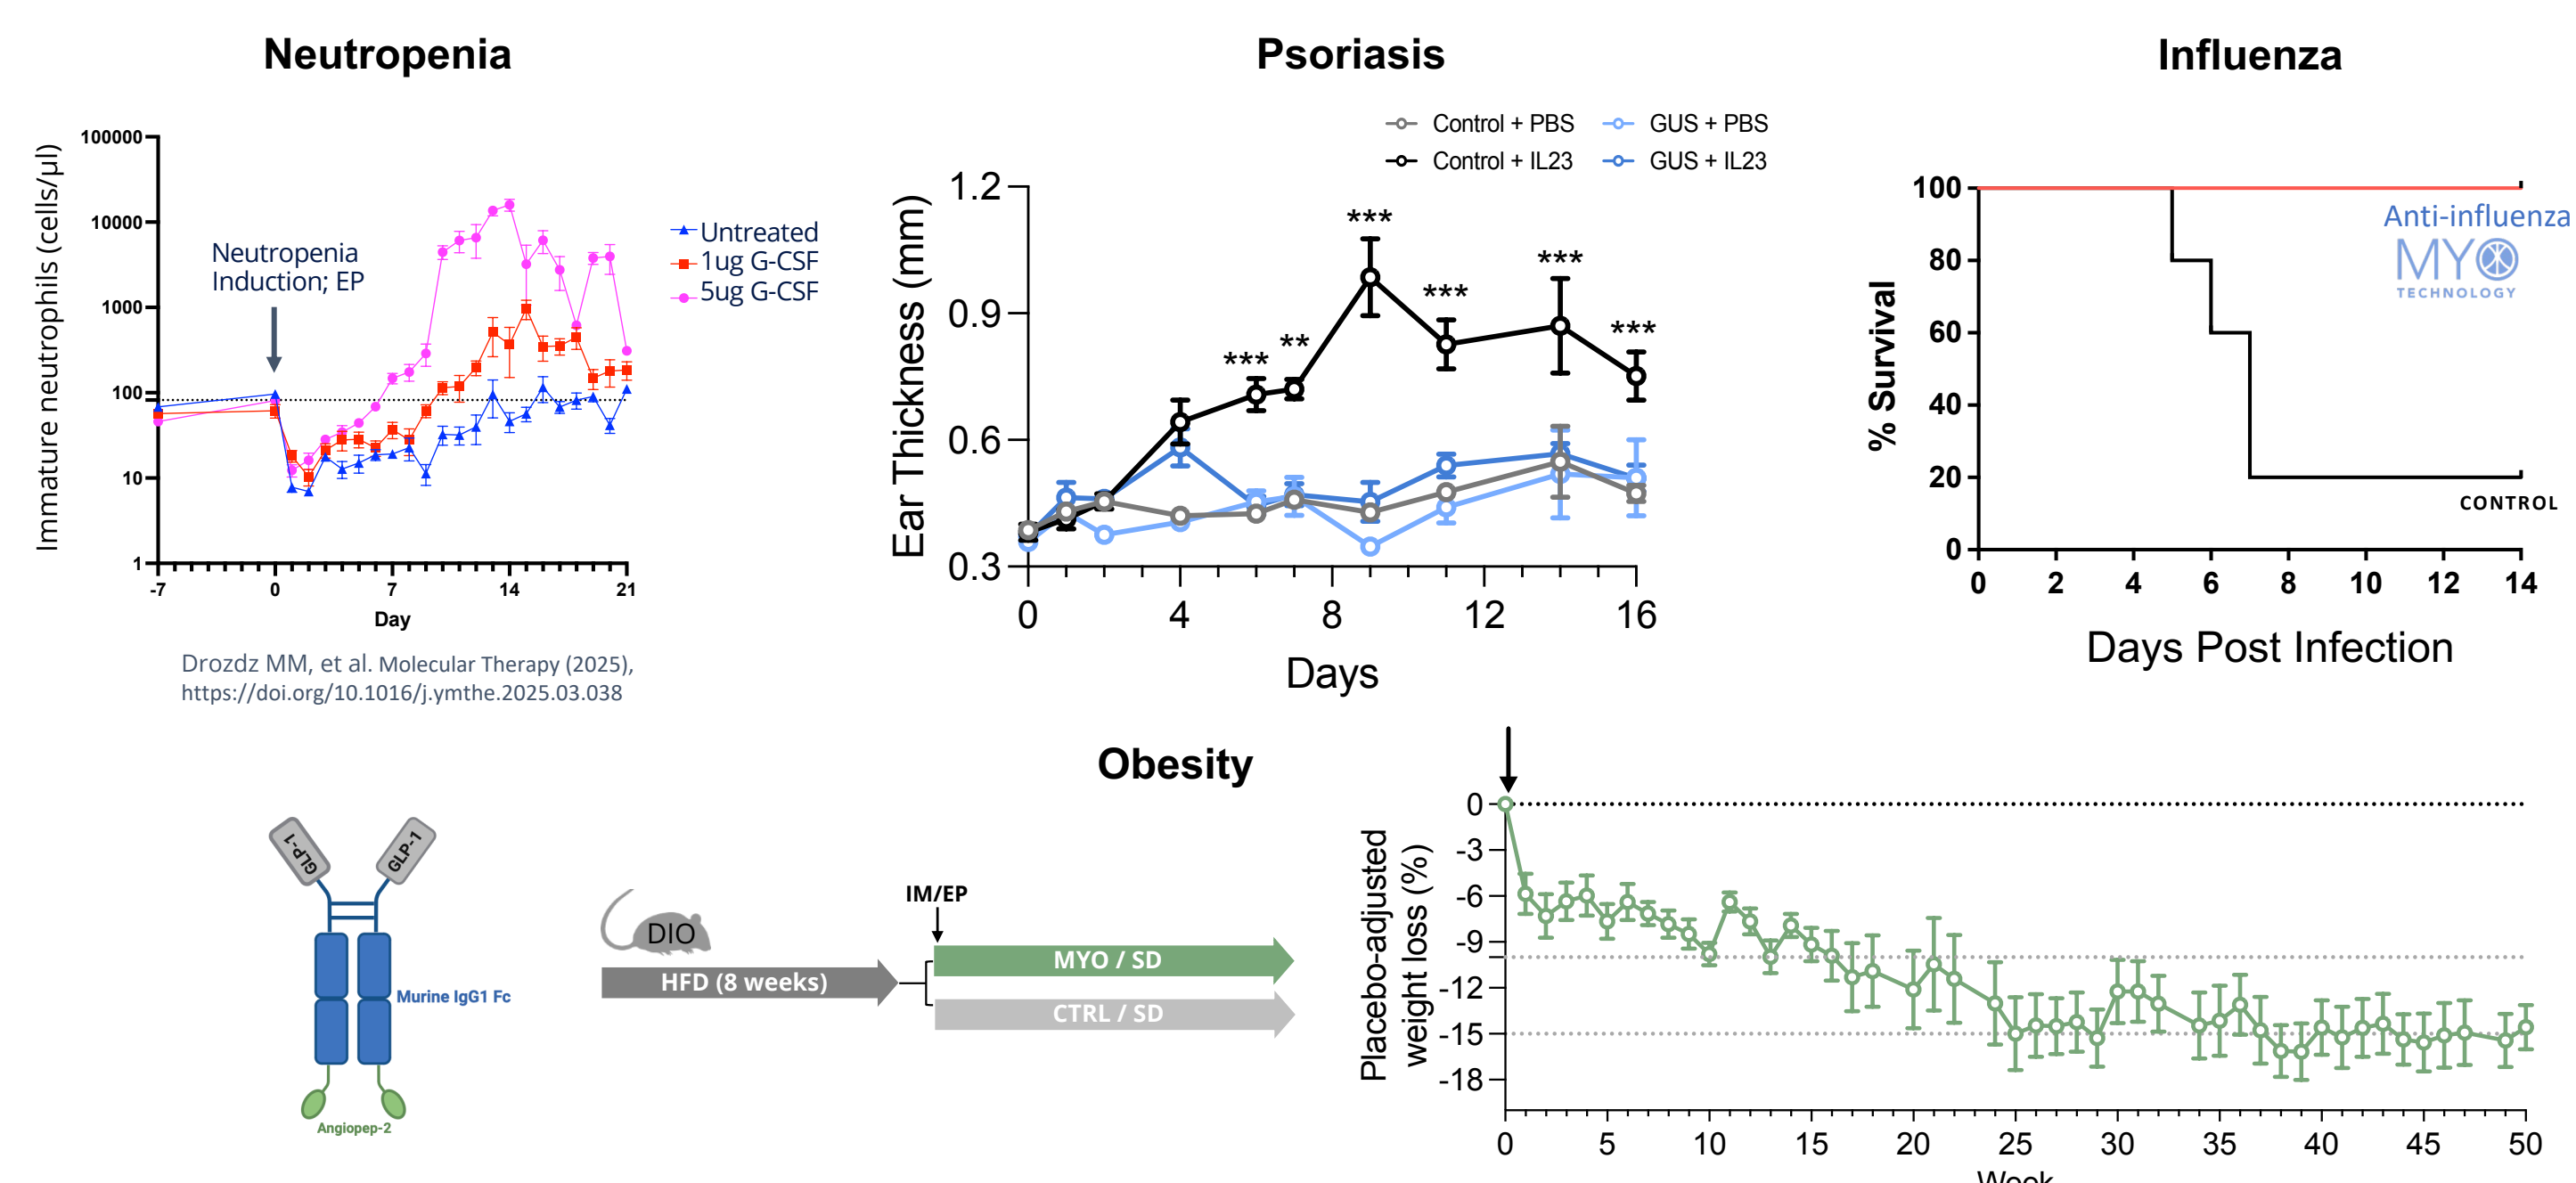 Neutropenia
Immature neutrophils (cells/µl)
100000
10000
1000
100
10
1
Neutropenia
Induction; EP
Untreated
1ug G-CSF
5ug G-CSF
-7
0
7
14
21
Day
Drozdz MM, et al. Molecular Therapy (2025),
https://doi.org/10.1016/j.ymthe.2025.03.038
Psoriasis
Control + PBS
GUS + PBS
Control + IL23
GUS + IL23
Ear Thickness (mm)
1.2
0.9
0.6
0.3
***
**
***
***
***
***
0
4
8
12
16
Days
Influenza
% Survival
100
80
60
40
20
0
Anti-influenza
MYO
TECHNOLOGY
CONTROL
0
2
4
6
8
10
12
14
Days Post Infection
Obesity
GLP-1
GLP-1
Murine IgG1 Fc
Angiopep-2
DIO
HFD (8 weeks)
IM/EP
MYO / SD
CTRL / SD
Placebo-adjusted
weight loss (%)
0
-3
-6
-9
-12
-15
-18
0
5
10
15
20
25
30
35
40
45
50
Week